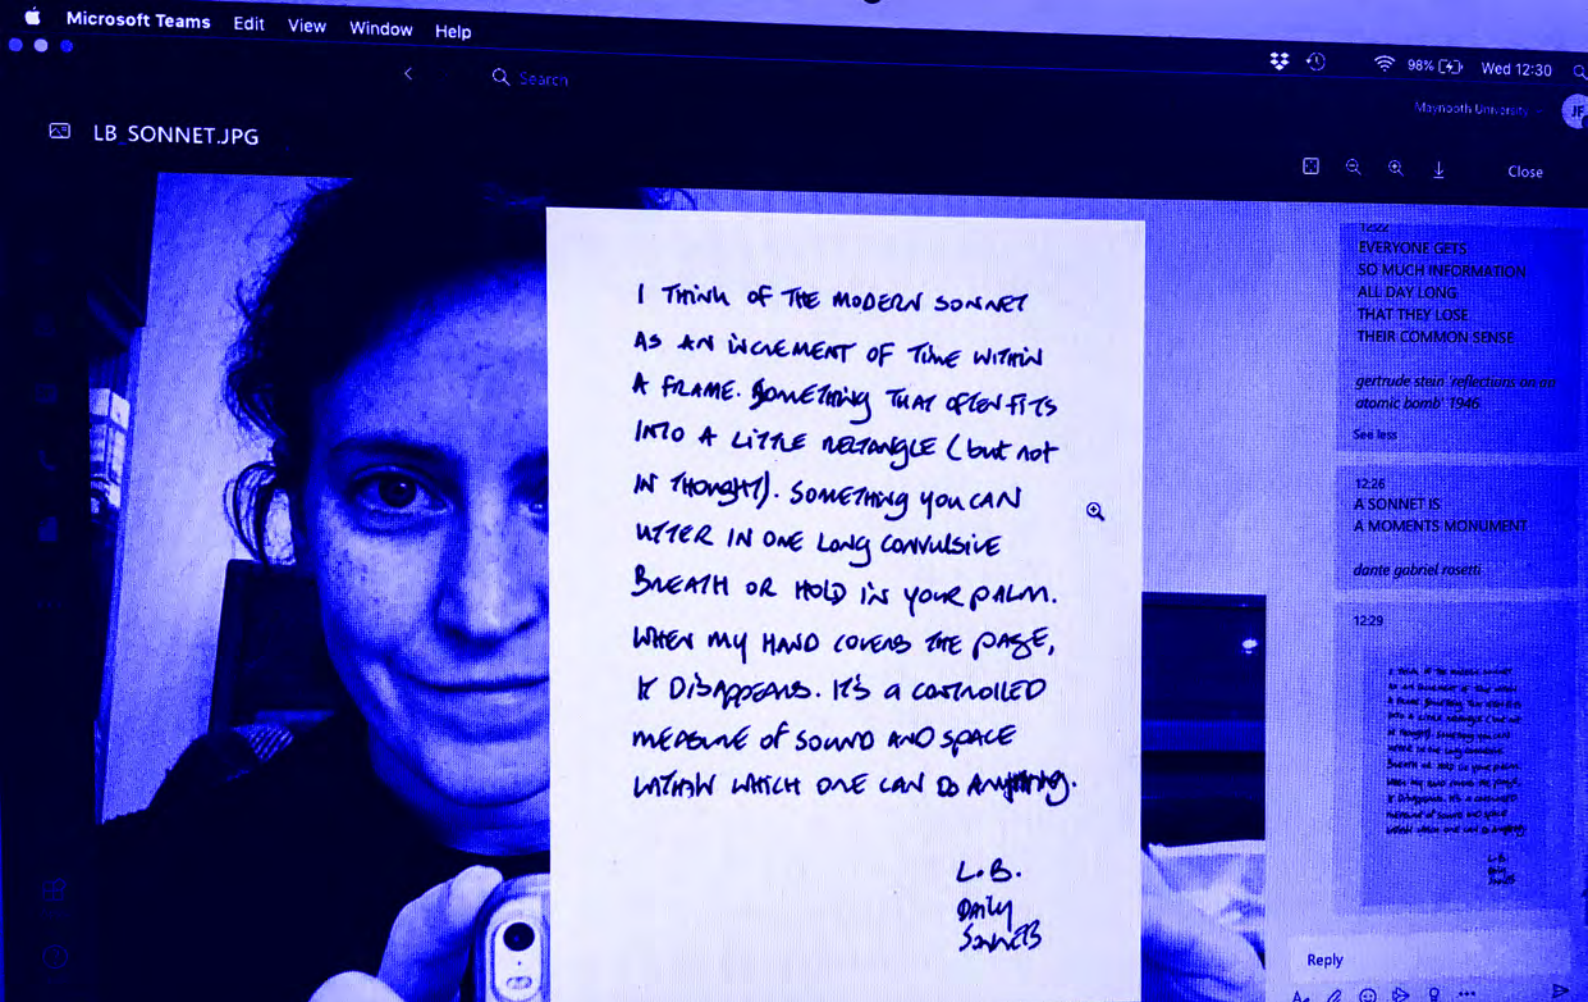 Microsoft Teams Edit View Window Help
98% Wed 12:30
Search
Maynooth University
JF
LB_SONNET.JPG
Close
I THINK OF THE MODERN SONNET
AS AN INCREMENT OF TIME WITHIN
A FRAME. SOMETHING THAT OFTEN FITS
INTO A LITTLE RECTANGLE (but not
IN THOUGHT). SOMETHING YOU CAN
UTTER IN ONE LONG CONVULSIVE
BREATH OR HOLD IN YOUR PALM.
WHEN MY HAND COVERS THE PAGE,
IT DISAPPEARS. IT'S A CONTROLLED
MEASURE OF SOUND AND SPACE
WITHIN WHICH ONE CAN DO ANYTHING.
L.B.
DAILY
SONNETS
1222
EVERYONE GETS
SO MUCH INFORMATION
ALL DAY LONG
THAT THEY LOSE
THEIR COMMON SENSE
gertrude stein 'reflections on
atomic bomb' 1946
See less
12:26
A SONNET IS
A MOMENTS MONUMENT
dante gabriel rosetti
12:29
Reply